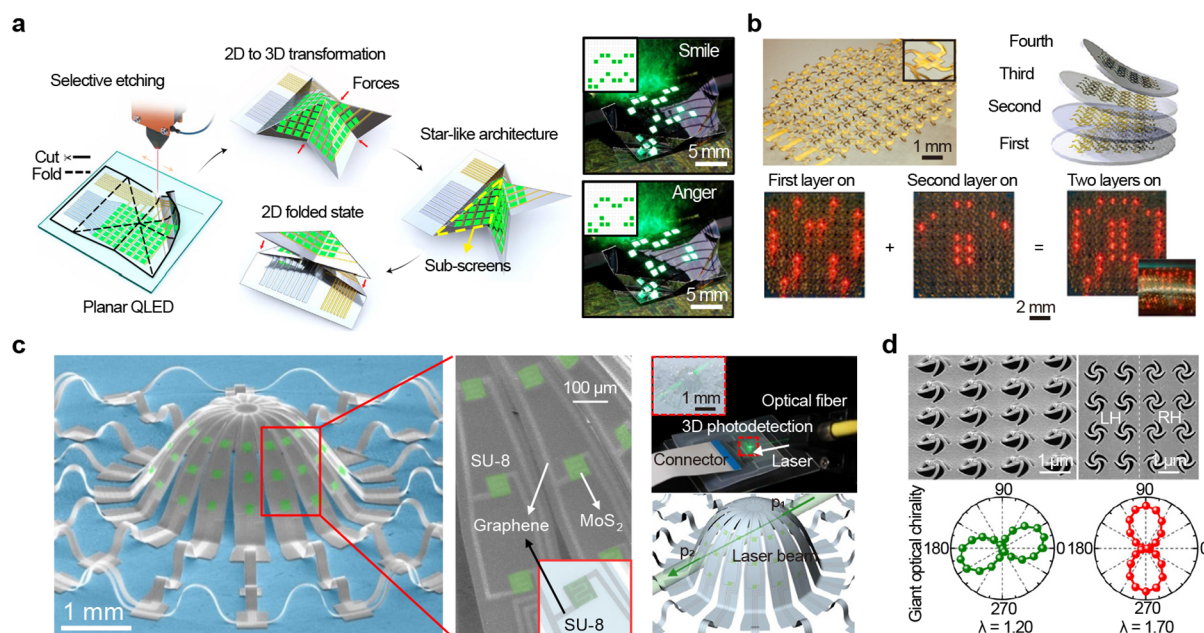 a
Selective etching
Cut
Fold
Planar QLED
2D to 3D transformation
Forces
Star-like architecture
2D folded state
Sub-screens
Smile
5 mm
Anger
5 mm
b
1 mm
Fourth
Third
Second
First
First layer on
Second layer on
Two layers on
+
=
2 mm
c
1 mm
100 µm
SU-8
Graphene
MoS₂
SU-8
1 mm
Optical fiber
3D photodetection
Laser
Connector
p₁
p₂
Laser beam
d
1 µm
LH
RH
1 µm
Giant optical chirality
90
180
0
270
λ = 1.20
90
180
0
270
λ = 1.70